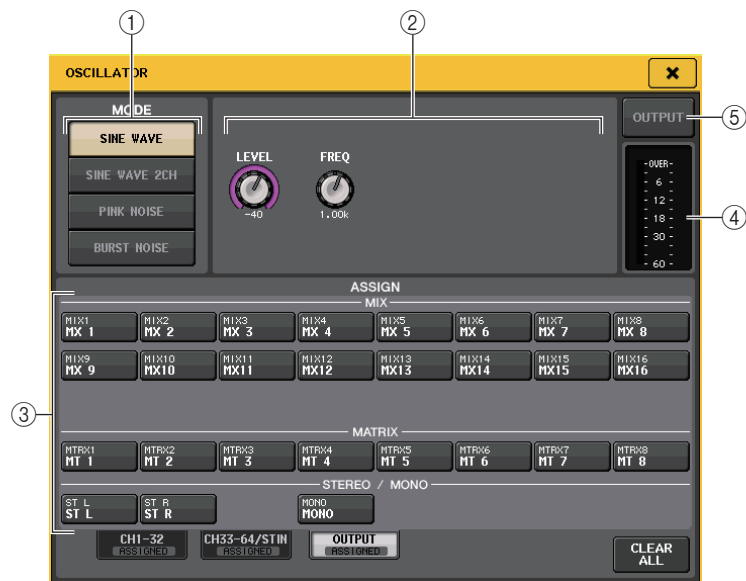 ① ②
OSCILLATOR
MODE
SINE WAVE
SINE WAVE 2CH
PINK NOISE
BURST NOISE
LEVEL FREQ
-40 1.00k
OUTPUT ⑤
-OVER-
- 6 -
- 12 -
- 18 - ④
- 30 -
- 60 -
③
ASSIGN
MIX
MIX1 MIX2 MIX3 MIX4 MIX5 MIX6 MIX7 MIX8
MX 1 MX 2 MX 3 MX 4 MX 5 MX 6 MX 7 MX 8
MIX9 MIX10 MIX11 MIX12 MIX13 MIX14 MIX15 MIX16
MX 9 MX10 MX11 MX12 MX13 MX14 MX15 MX16
MATRIX
MTRX1 MTRX2 MTRX3 MTRX4 MTRX5 MTRX6 MTRX7 MTRX8
MT 1 MT 2 MT 3 MT 4 MT 5 MT 6 MT 7 MT 8
STEREO / MONO
ST L ST R MONO
ST L ST R MONO
CH1-32 CH33-64/STIN OUTPUT
ASSIGNED ASSIGNED ASSIGNED
CLEAR
ALL